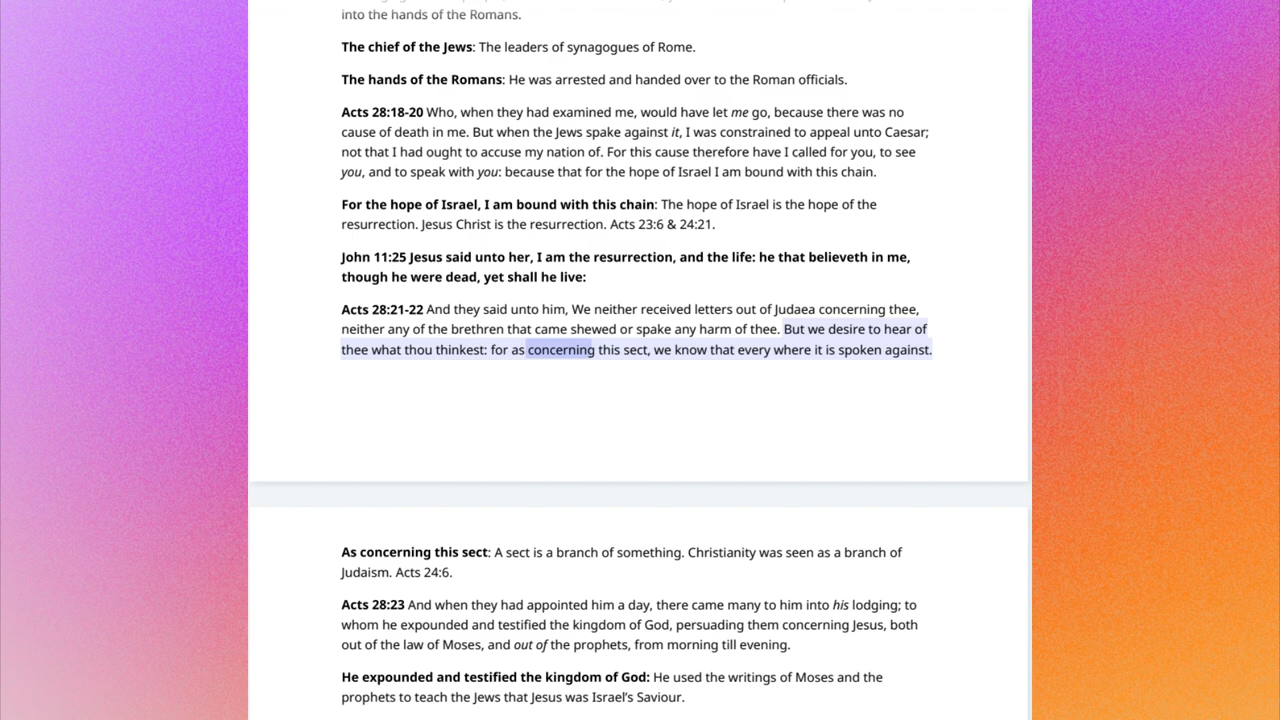 into the hands of the Romans.
The chief of the Jews: The leaders of synagogues of Rome.
The hands of the Romans: He was arrested and handed over to the Roman officials.
Acts 28:18-20 Who, when they had examined me, would have let me go, because there was no
cause of death in me. But when the Jews spake against it, I was constrained to appeal unto Caesar;
not that I had ought to accuse my nation of. For this cause therefore have I called for you, to see
you, and to speak with you: because that for the hope of Israel I am bound with this chain.
For the hope of Israel, I am bound with this chain: The hope of Israel is the hope of the
resurrection. Jesus Christ is the resurrection. Acts 23:6 & 24:21.
John 11:25 Jesus said unto her, I am the resurrection, and the life: he that believeth in me,
though he were dead, yet shall he live:
Acts 28:21-22 And they said unto him, We neither received letters out of Judaea concerning thee,
neither any of the brethren that came shewed or spake any harm of thee. But we desire to hear of
thee what thou thinkest: for as concerning this sect, we know that every where it is spoken against.
As concerning this sect: A sect is a branch of something. Christianity was seen as a branch of
Judaism. Acts 24:6.
Acts 28:23 And when they had appointed him a day, there came many to him into his lodging; to
whom he expounded and testified the kingdom of God, persuading them concerning Jesus, both
out of the law of Moses, and out of the prophets, from morning till evening.
He expounded and testified the kingdom of God: He used the writings of Moses and the
prophets to teach the Jews that Jesus was Israel's Saviour.